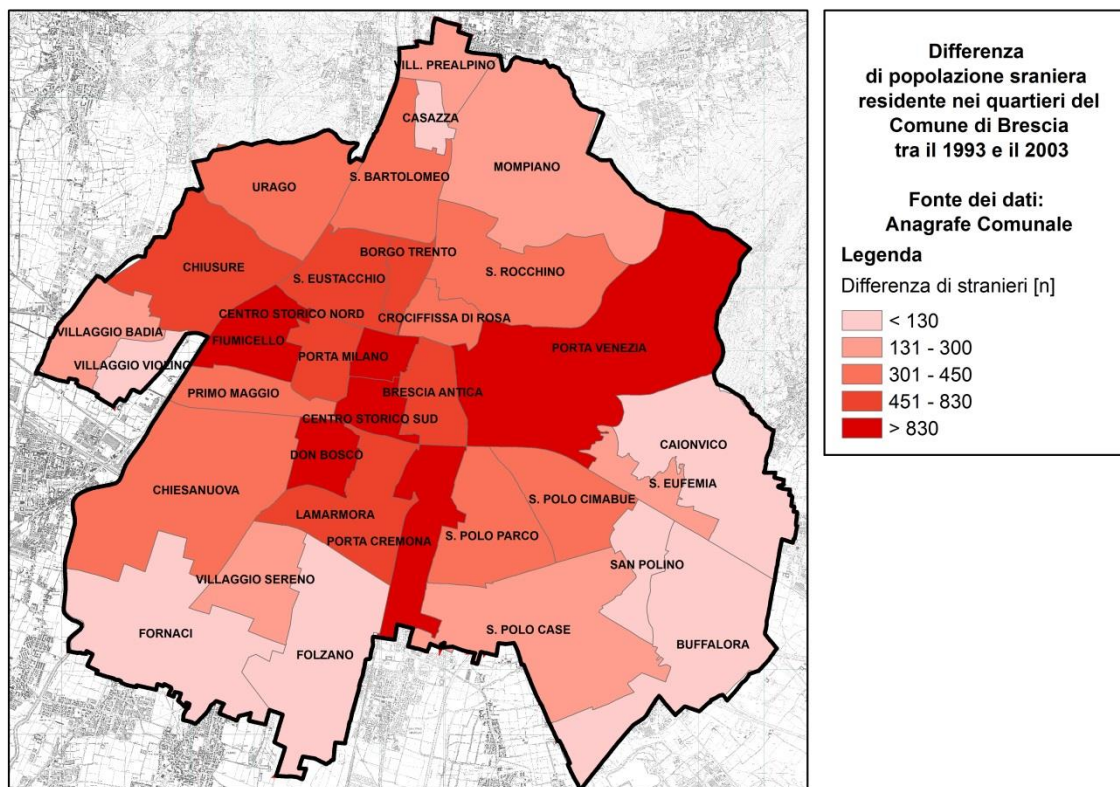 VILL. PREALPINO
CASAZZA
MOMPIANO
URAGO
S. BARTOLOMEO
BORGO TRENTO
CHIUSURE
S. ROCCHINO
S. EUSTACCHIO
CENTRO STORICO NORD
CROCIFISSA DI ROSA
VILLAGGIO BADIA
FIUMICELLO
PORTA VENEZIA
PORTA MILANO
VILLAGGIO VIOLINO
PRIMO MAGGIO
BRESCIA ANTICA
CENTRO STORICO SUD
CAIONVICO
DON BOSCO
S. EUFEMIA
CHIESANUOVA
S. POLO CIMABUE
LAMARMORA
S. POLO PARCO
PORTA CREMONA
SAN POLINO
VILLAGGIO SERENO
FORNACI
S. POLO CASE
BUFFALORA
FOLZANO
Differenza
di popolazione sraniera
residente nei quartieri del
Comune di Brescia
tra il 1993 e il 2003
Fonte dei dati:
Anagrafe Comunale
Legenda
Differenza di stranieri [n]
< 130
131 - 300
301 - 450
451 - 830
> 830